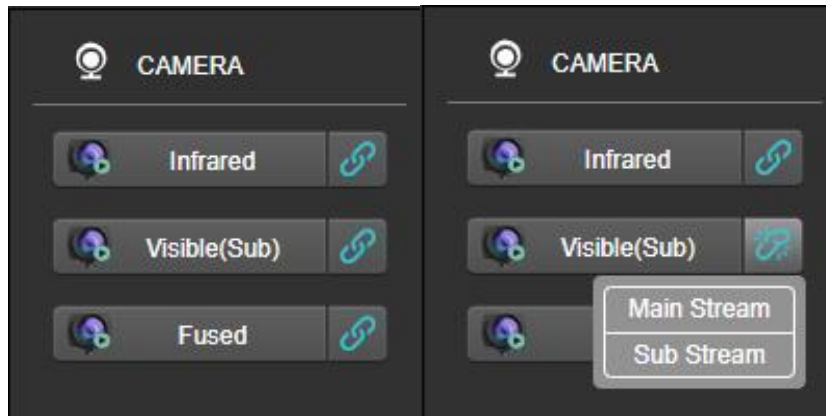 CAMERA
Infrared
Visible(Sub)
Fused
CAMERA
Infrared
Visible(Sub)
Main Stream
Sub Stream